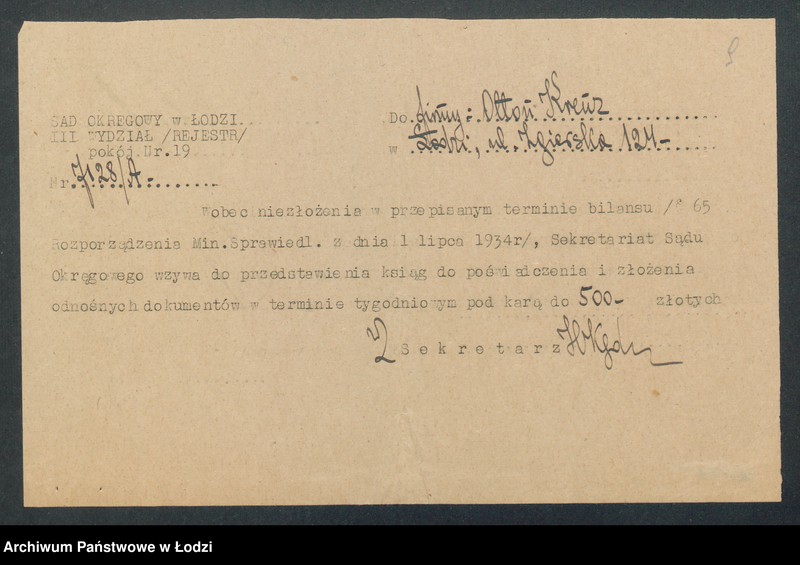 9
SĄD OKRĘGOWY w ŁODZI
III WYDZIAŁ /REJESTR/
pokój Nr.19
Nr. 7128/A-
Do firmy: Otton Kreuz
w Łodzi, ul. Zgierska 124-
Wobec niezłożenia w przepisanym terminie bilansu /P 65
Rozporządzenia Min.Sprawiedl. z dnia 1 lipca 1934r/, Sekretariat Sądu
Okręgowego wzywa do przedstawienia ksiąg do poświadczenia i złożenia
odnośnych dokumentów w terminie tygodniowym pod karą do 500- złotych
Sekretarz
Archiwum Państwowe w Łodzi